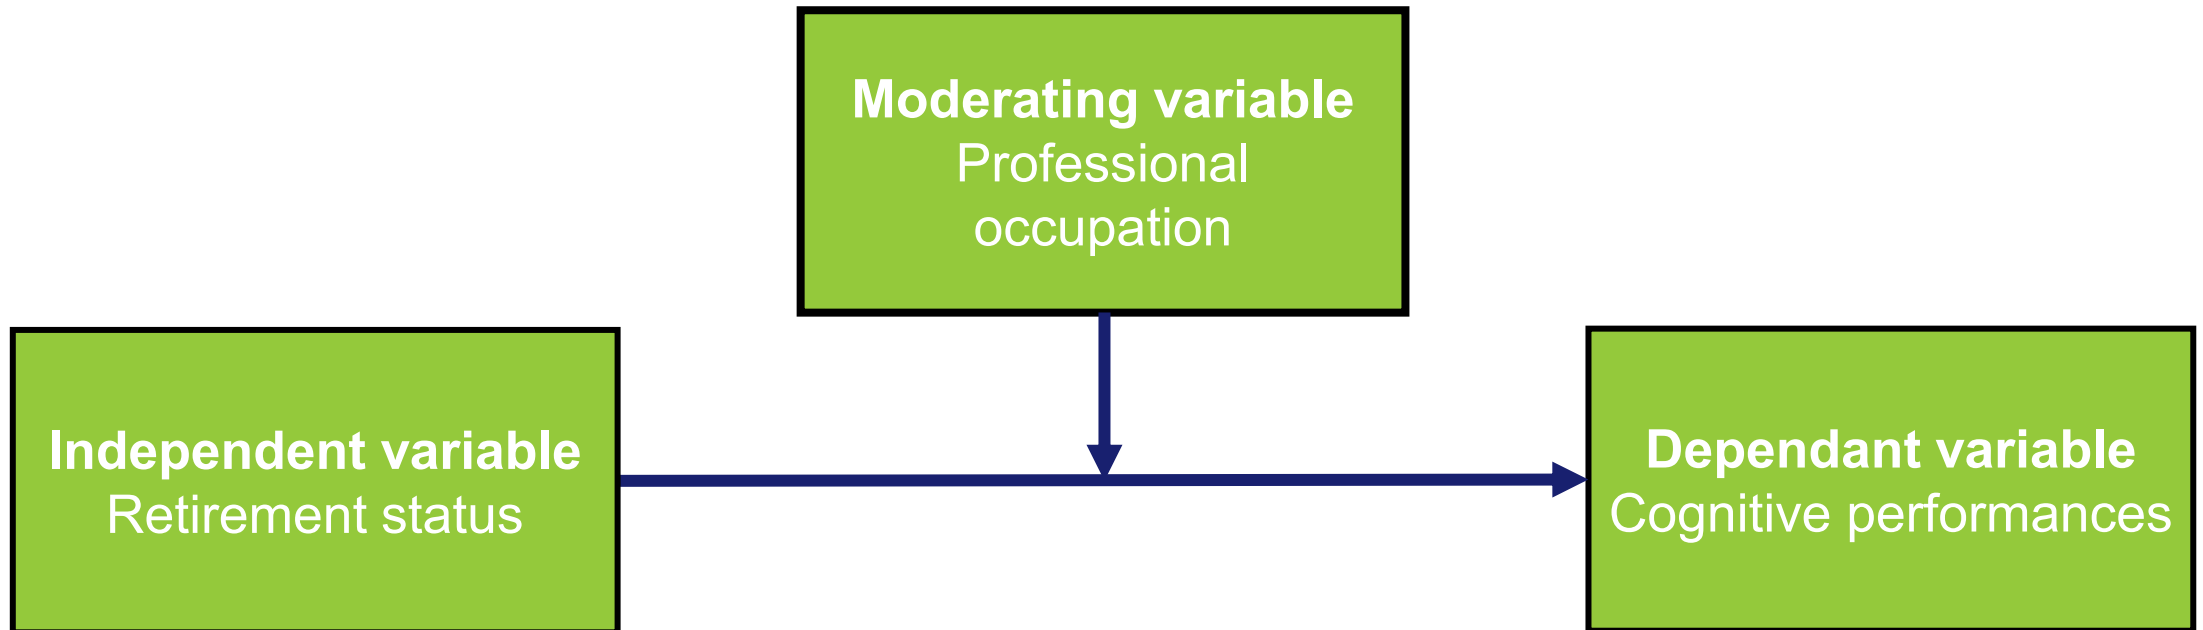 Moderating variable
Professional
occupation
Independent variable
Retirement status
Dependant variable
Cognitive performances